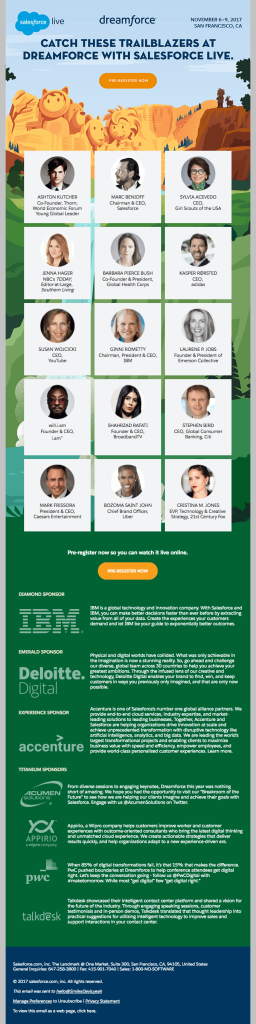 salesforce live
dreamforce
NOVEMBER 6–9, 2017
SAN FRANCISCO, CA
CATCH THESE TRAILBLAZERS AT
DREAMFORCE WITH SALESFORCE LIVE.
PRE-REGISTER NOW
ASHTON KUTCHER
Co-Founder, Thorn,
World Economic Forum
Young Global Leader
MARC BENIOFF
Chairman & CEO,
Salesforce
SYLVIA ACEVEDO
CEO,
Girl Scouts of the USA
JENNA HAGER
NBC's TODAY,
Editor-at-Large,
Southern Living
BARBARA PIERCE BUSH
Co-Founder & President,
Global Health Corps
KASPER RØRSTED
CEO,
adidas
SUSAN WOJCICKI
CEO,
YouTube
GINNI ROMETTY
Chairman, President & CEO,
IBM
LAURENE P. JOBS
Founder & President of
Emerson Collective
will.i.am
Founder & CEO,
i.am+
SHAHRZAD RAFATI
Founder & CEO,
BroadbandTV
STEPHEN BIRD
CEO, Global Consumer
Banking, Citi
MARK FRISSORA
President & CEO,
Caesars Entertainment
BOZOMA SAINT JOHN
Chief Brand Officer,
Uber
CRISTINA M. JONES
EVP, Technology & Creative
Strategy, 21st Century Fox
Pre-register now so you can watch it live online.
PRE-REGISTER NOW
DIAMOND SPONSOR
IBM
IBM is a global technology and innovation company. With Salesforce and
IBM, you can make better decisions faster than ever before by extracting
value from all of your data. Create the experiences your customers
demand and let IBM be your guide to exponentially better outcomes.
EMERALD SPONSOR
Deloitte.
Digital
Physical and digital worlds have collided. What was only achievable in
the imagination is now a stunning reality. So, go ahead and challenge
our diverse, global team across 30 countries to help you achieve your
greatest ambitions. Through the infused lens of our creative and
technology, Deloitte Digital enables your brand to find, win, and keep
customers in ways you previously only imagined, and that are only now
possible.
EXPERIENCE SPONSOR
accenture
Accenture is one of Salesforce's number one global alliance partners. We
provide end-to-end cloud services, industry expertise, and market-
leading solutions to leading businesses. Together, Accenture and
Salesforce are helping organizations drive innovation at scale and
achieve unprecedented transformation with disruptive technology like
artificial intelligence, analytics, and big data. We are leading the world's
largest transformational projects and enabling clients to maximize
business value with speed and efficiency, empower employees, and
provide world-class personalized customer experiences. Learn more.
TITANIUM SPONSORS
ACUMEN
solutions
From diverse sessions to engaging keynotes, Dreamforce this year was nothing
short of amazing. We hope you had the opportunity to visit our "Breakroom of the
Future" to see how we are helping our clients imagine and achieve their goals with
Salesforce. Engage with us @AcumenSolutions on Twitter.
APPIRIO
a wipro company
Appirio, a Wipro company helps customers improve worker and customer
experiences with outcome-oriented consultants who bring the latest digital thinking
and unmatched cloud experience. We create actionable strategies that deliver
results quickly, and help organizations adapt to a new experience-driven era.
pwc
When 85% of digital transformations fail, it's that 15% that makes the difference.
PwC pushed boundaries at Dreamforce to help conference attendees get digital
right. Let's keep the conversation going - follow us @PwCDigital with
#maketomorrow. While most "get digital" few "get digital right."
talkdesk
Talkdesk showcased their intelligent contact center platform and shared a vision
for the future of the industry. Through engaging speaking sessions, customer
testimonials and in-person demos, Talkdesk translated that thought leadership into
practical suggestions for utilizing intelligent technology to improve sales and
support interactions in your contact center.
Salesforce.com, inc. The Landmark @ One Market, Suite 300, San Francisco, CA, 94105, United States
© 2017 salesforce.com, inc. All rights reserved.
This email was sent to
Manage Preferences to Unsubscribe | Privacy Statement
To view this email as a web page, click here.